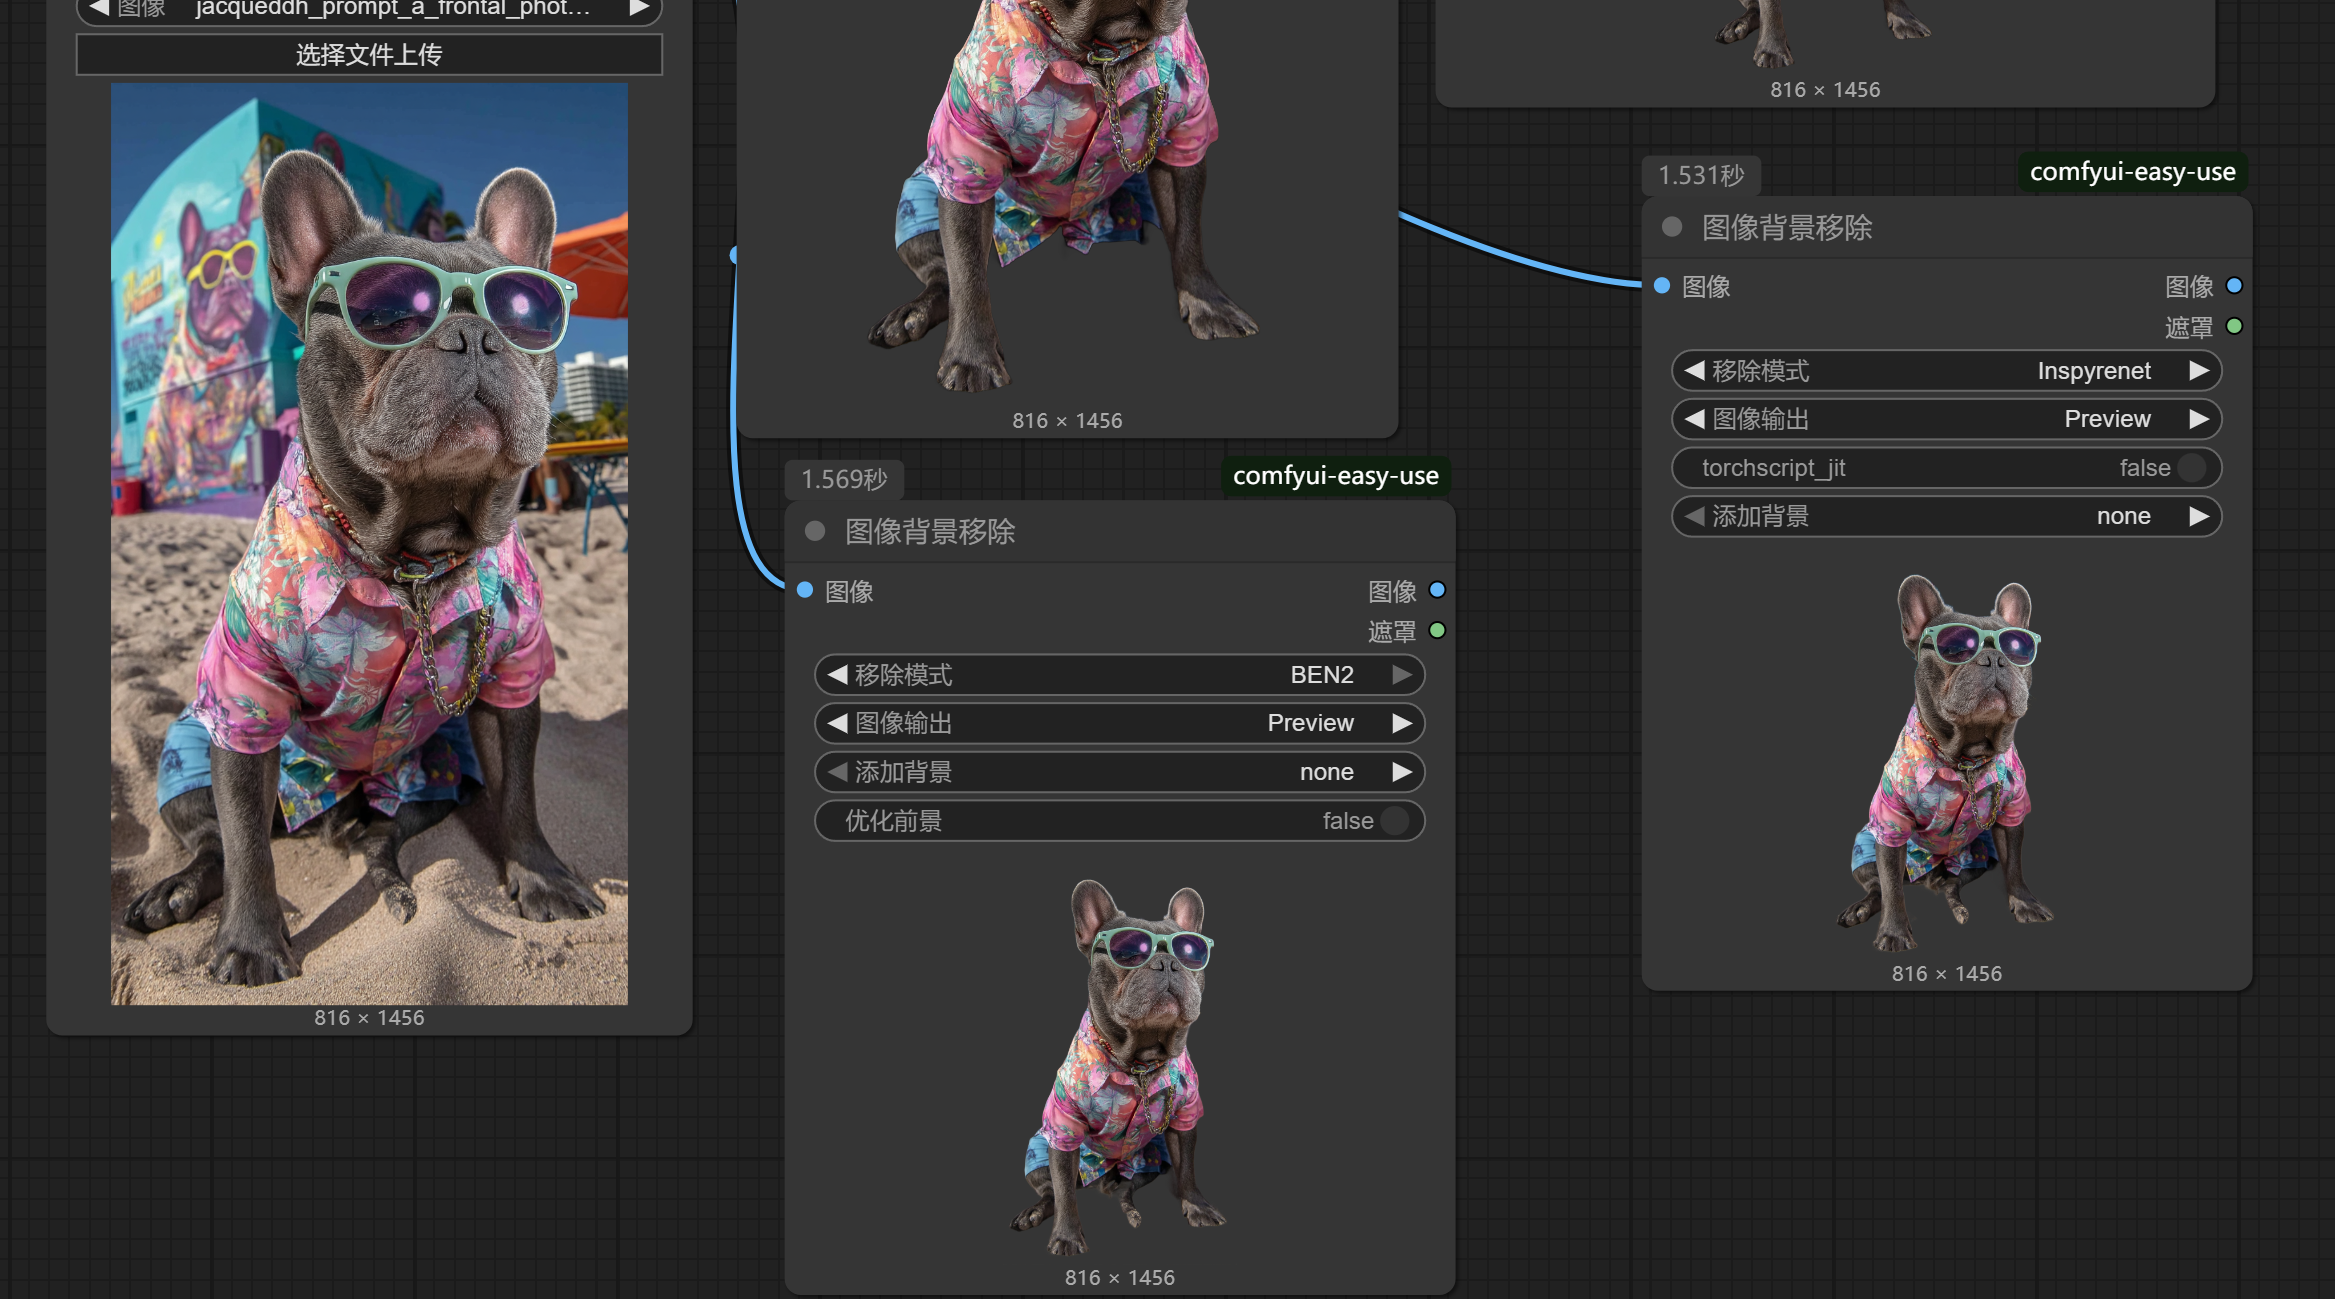 图像 jacqueddh_prompt_a_frontal_phot...
选择文件上传
816 × 1456
816 × 1456
816 × 1456
1.569秒
comfyui-easy-use
图像背景移除
图像 图像
遮罩
移除模式 BEN2
图像输出 Preview
添加背景 none
优化前景 false
816 × 1456
1.531秒
comfyui-easy-use
图像背景移除
图像 图像
遮罩
移除模式 Inspyrenet
图像输出 Preview
torchscript_jit false
添加背景 none
816 × 1456